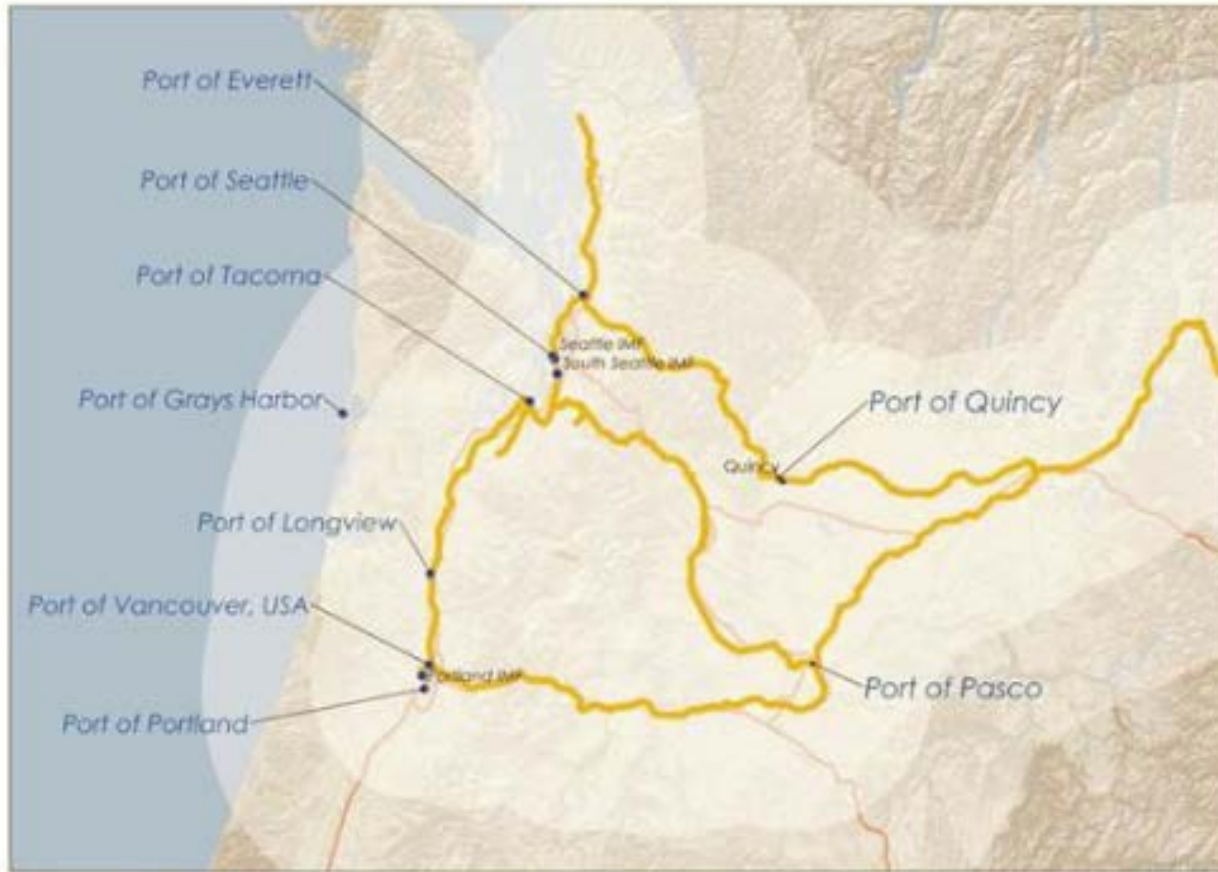 Port of Everett
Port of Seattle
Port of Tacoma
Seattle IMF
South Seattle IMF
Port of Grays Harbor
Port of Quincy
Quincy
Port of Longview
Port of Vancouver, USA
Portland IMF
Port of Pasco
Port of Portland